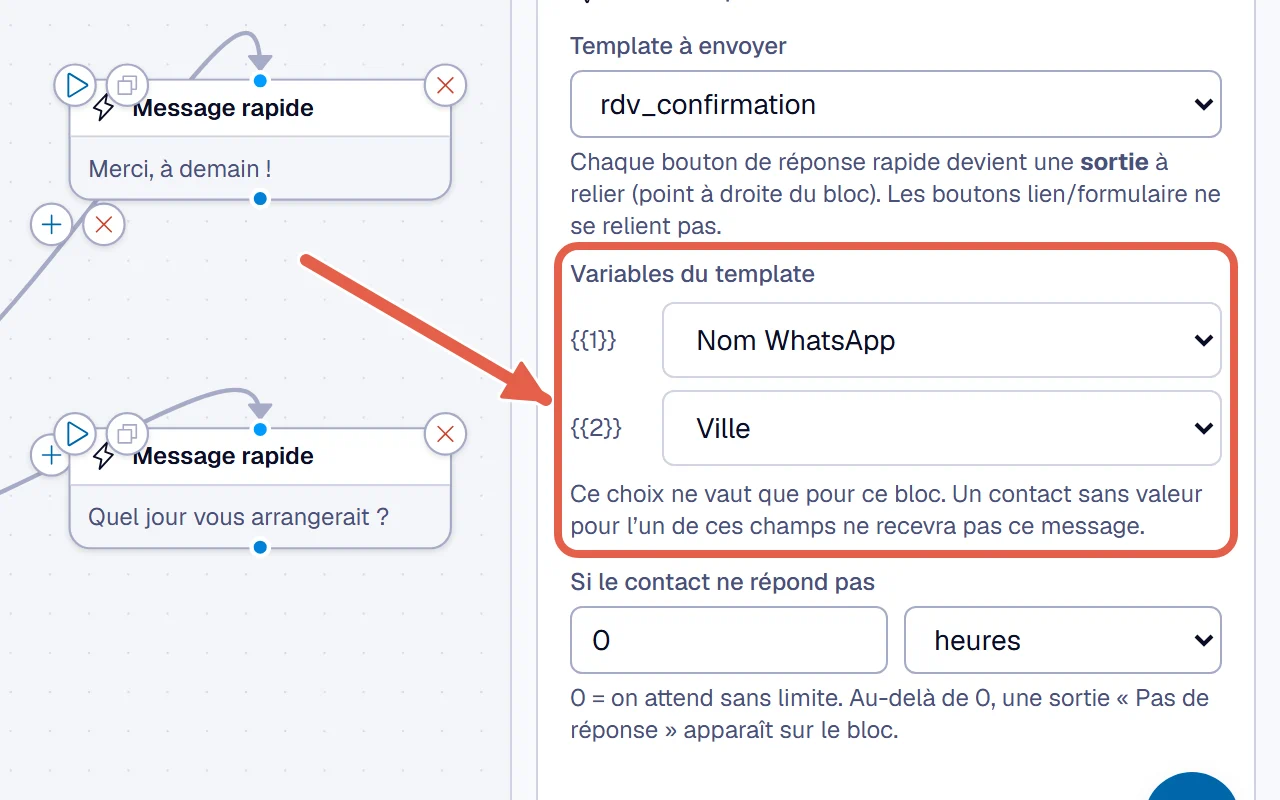 Message rapide
Merci, à demain !
Message rapide
Quel jour vous arrangerait ?
Template à envoyer
rdv_confirmation
Chaque bouton de réponse rapide devient une sortie à
relier (point à droite du bloc). Les boutons lien/formulaire ne
se relient pas.
Variables du template
{{1}} Nom WhatsApp
{{2}} Ville
Ce choix ne vaut que pour ce bloc. Un contact sans valeur
pour l’un de ces champs ne recevra pas ce message.
Si le contact ne répond pas
0 heures
0 = on attend sans limite. Au-delà de 0, une sortie « Pas de
réponse » apparaît sur le bloc.